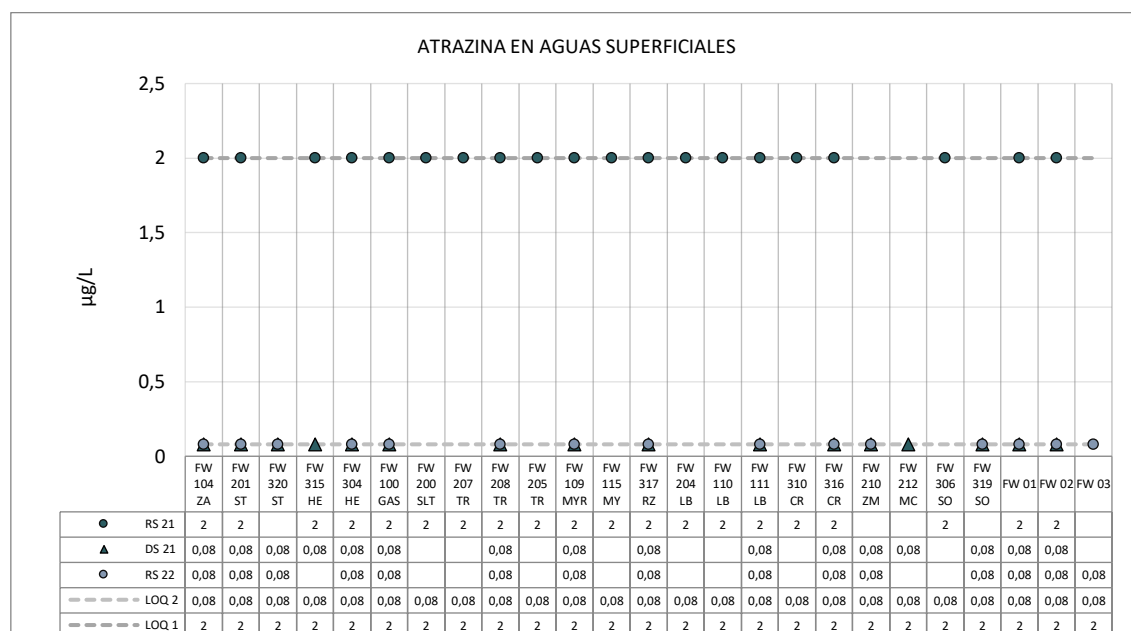 ATRAZINA EN AGUAS SUPERFICIALES
2,5
2
1,5
1
0,5
0
µg/L
FW 104 ZA FW 201 ST FW 320 ST FW 315 HE FW 304 HE FW 100 GAS FW 200 SLT FW 207 TR FW 208 TR FW 205 TR FW 109 MYR FW 115 MY FW 317 RZ FW 204 LB FW 110 LB FW 111 LB FW 310 CR FW 316 CR FW 210 ZM FW 212 MC FW 306 SO FW 319 SO FW 01 FW 02 FW 03
RS 21 2 2 2 2 2 2 2 2 2 2 2 2 2 2 2 2 2 2 2 2
DS 21 0,08 0,08 0,08 0,08 0,08 0,08 0,08 0,08 0,08 0,08 0,08 0,08 0,08 0,08 0,08 0,08
RS 22 0,08 0,08 0,08 0,08 0,08 0,08 0,08 0,08 0,08 0,08 0,08 0,08 0,08 0,08 0,08
LOQ 2 0,08 0,08 0,08 0,08 0,08 0,08 0,08 0,08 0,08 0,08 0,08 0,08 0,08 0,08 0,08 0,08 0,08 0,08 0,08 0,08 0,08 0,08 0,08 0,08 0,08
LOQ 1 2 2 2 2 2 2 2 2 2 2 2 2 2 2 2 2 2 2 2 2 2 2 2 2 2